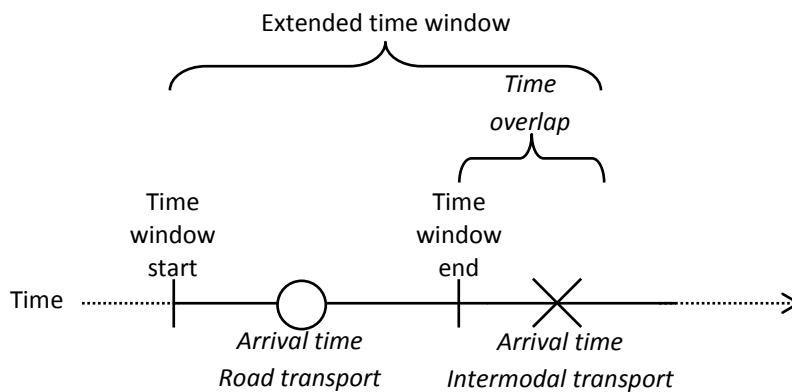 Extended time window
Time
overlap
Time
window
start
Time
window
end
Time
Arrival time
Road transport
Arrival time
Intermodal transport